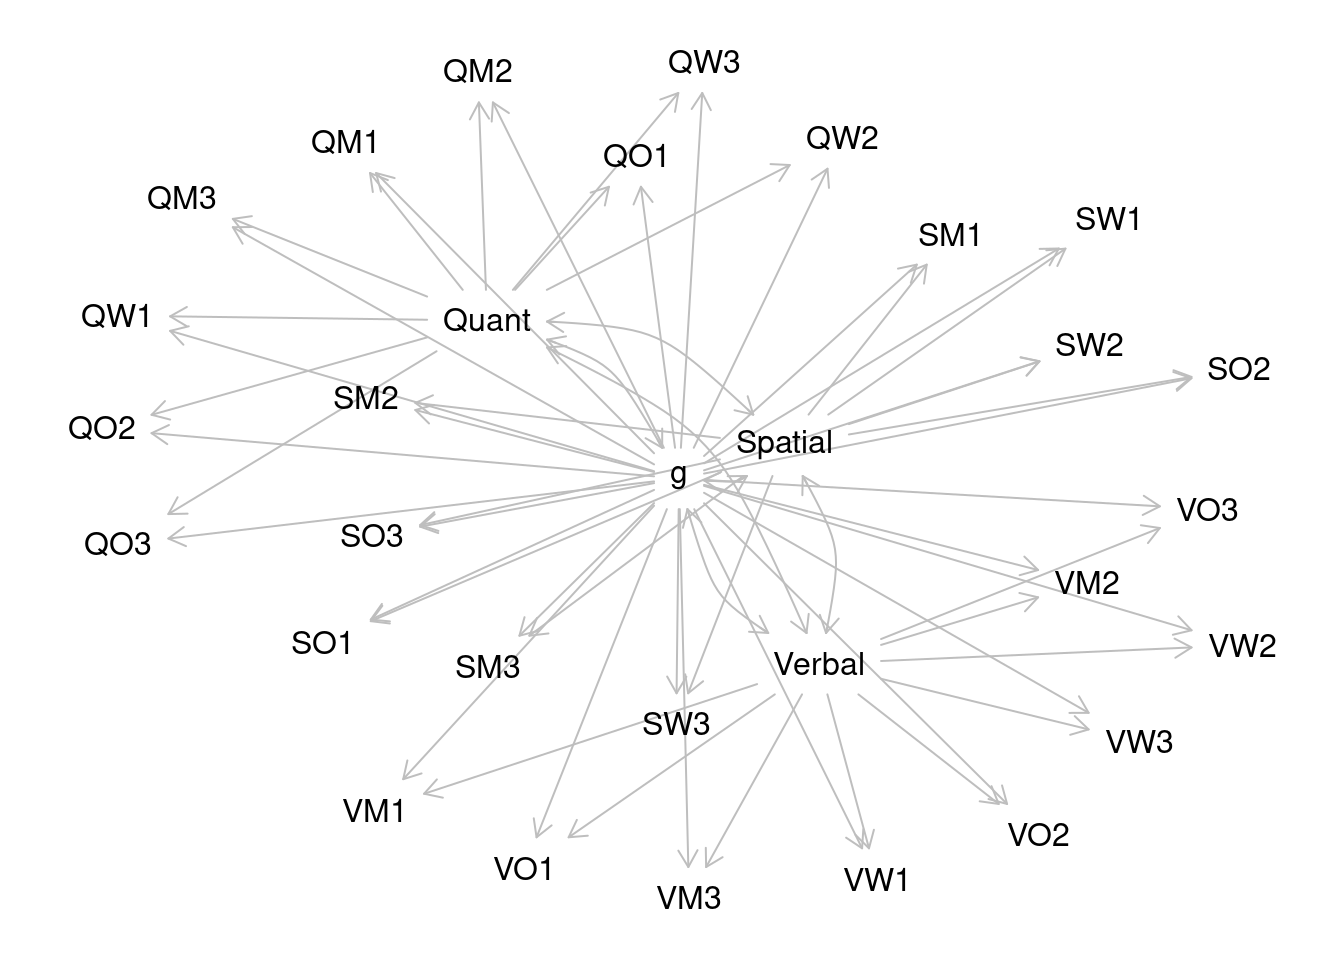 QW3
QM2
QW2
QM1
QO1
QM3
SW1
SM1
QW1
Quant
SW2
SO2
SM2
QO2
Spatial
g
VO3
SO3
QO3
VM2
SO1
VW2
SM3
Verbal
SW3
VW3
VM1
VO2
VO1
VW1
VM3